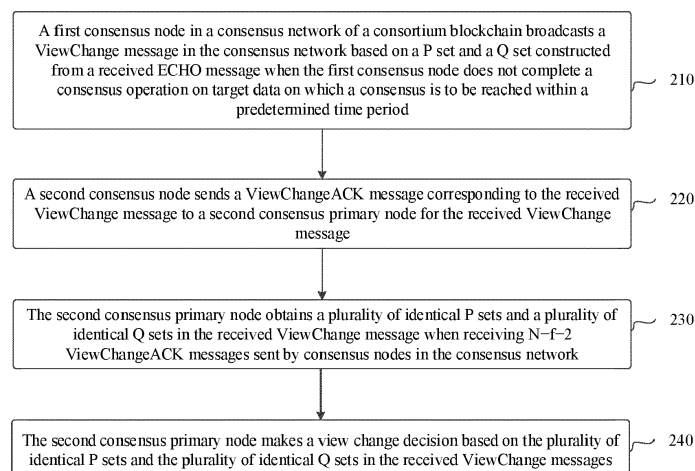 A first consensus node in a consensus network of a consortium blockchain broadcasts a
ViewChange message in the consensus network based on a P set and a Q set constructed
from a received ECHO message when the first consensus node does not complete a
consensus operation on target data on which a consensus is to be reached within a
predetermined time period
210
A second consensus node sends a ViewChangeACK message corresponding to the received
ViewChange message to a second consensus primary node for the received ViewChange
message
220
The second consensus primary node obtains a plurality of identical P sets and a plurality of
identical Q sets in the received ViewChange message when receiving N−f−2
ViewChangeACK messages sent by consensus nodes in the consensus network
230
The second consensus primary node makes a view change decision based on the plurality of
identical P sets and the plurality of identical Q sets in the received ViewChange messages
240